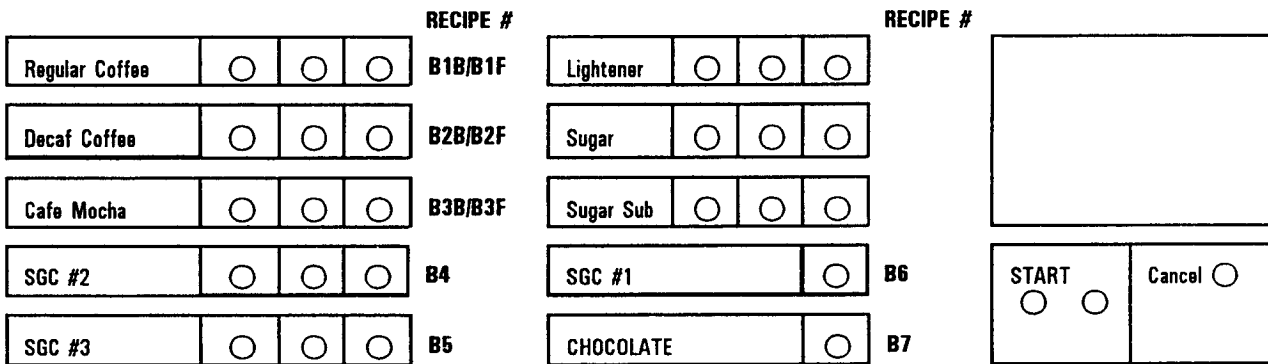 RECIPE # RECIPE #
Regular Coffee B1B/B1F Lightener
Decaf Coffee B2B/B2F Sugar
Cafe Mocha B3B/B3F Sugar Sub
SGC #2 B4 SGC #1 B6 START Cancel
SGC #3 B5 CHOCOLATE B7